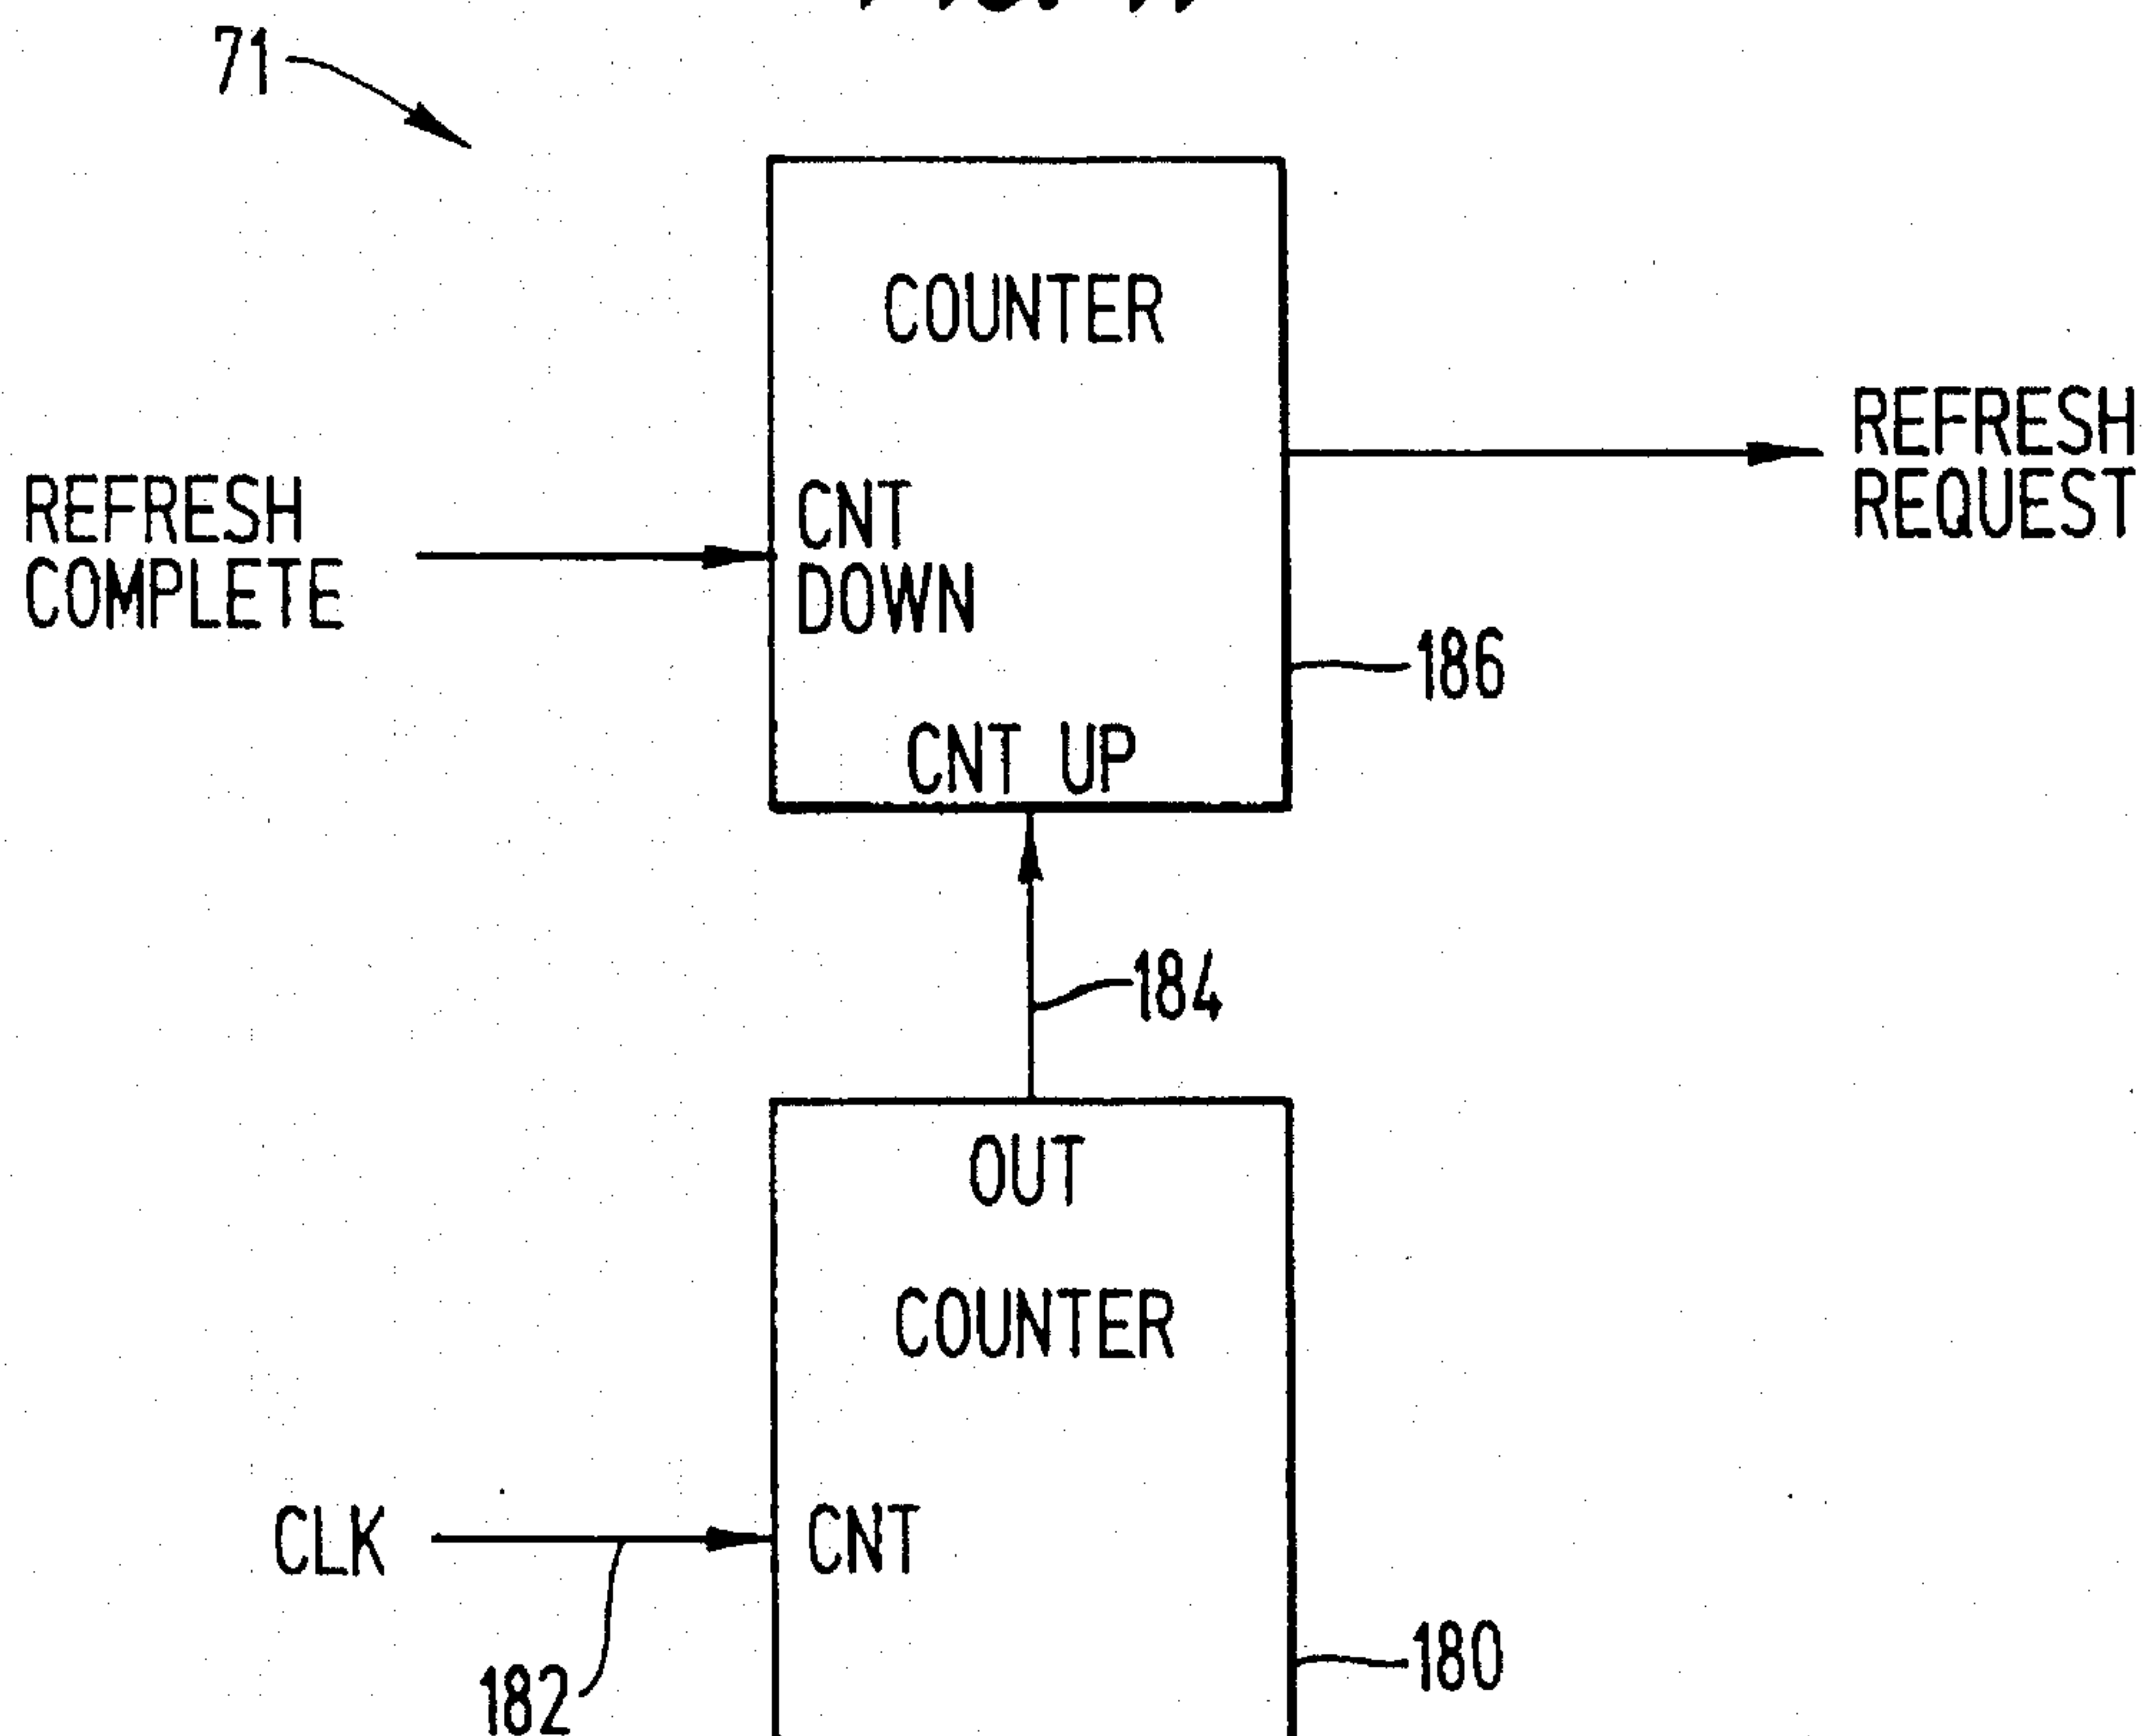 71
COUNTER
REFRESH
REQUEST
REFRESH
COMPLETE
CNT
DOWN
186
CNT UP
184
OUT
COUNTER
CLK
CNT
180
182